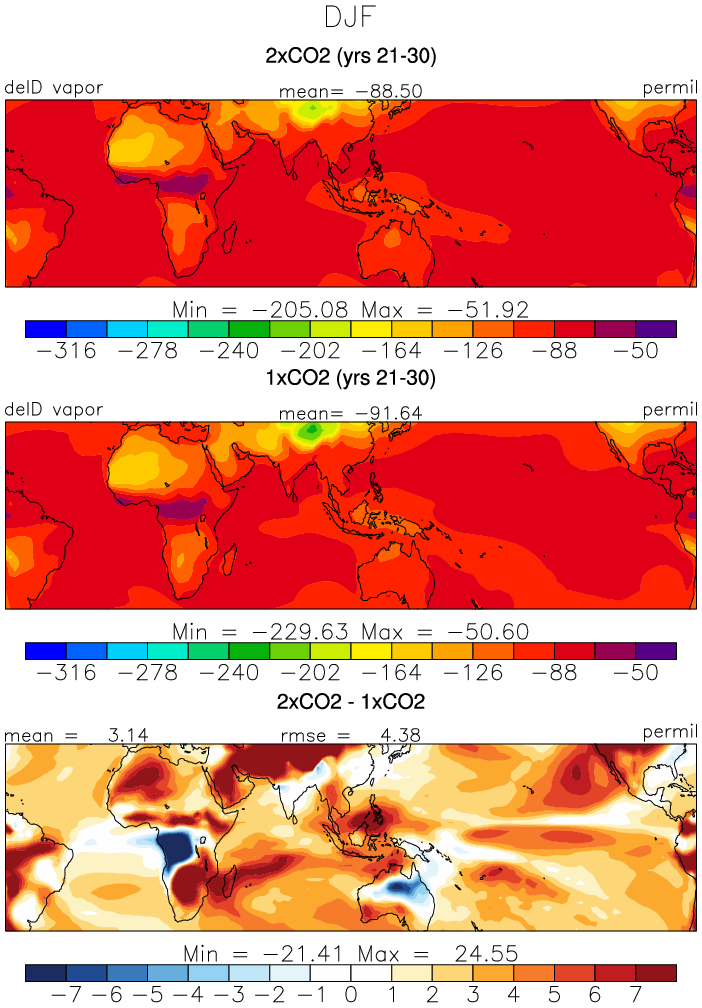 DJF
2xCO2 (yrs 21-30)
delD vapor mean= -88.50 permil
Min = -205.08 Max = -51.92
-316 -278 -240 -202 -164 -126 -88 -50
1xCO2 (yrs 21-30)
delD vapor mean= -91.64 permil
Min = -229.63 Max = -50.60
-316 -278 -240 -202 -164 -126 -88 -50
2xCO2 - 1xCO2
mean = 3.14 rmse = 4.38 permil
Min = -21.41 Max = 24.55
-7 -6 -5 -4 -3 -2 -1 0 1 2 3 4 5 6 7